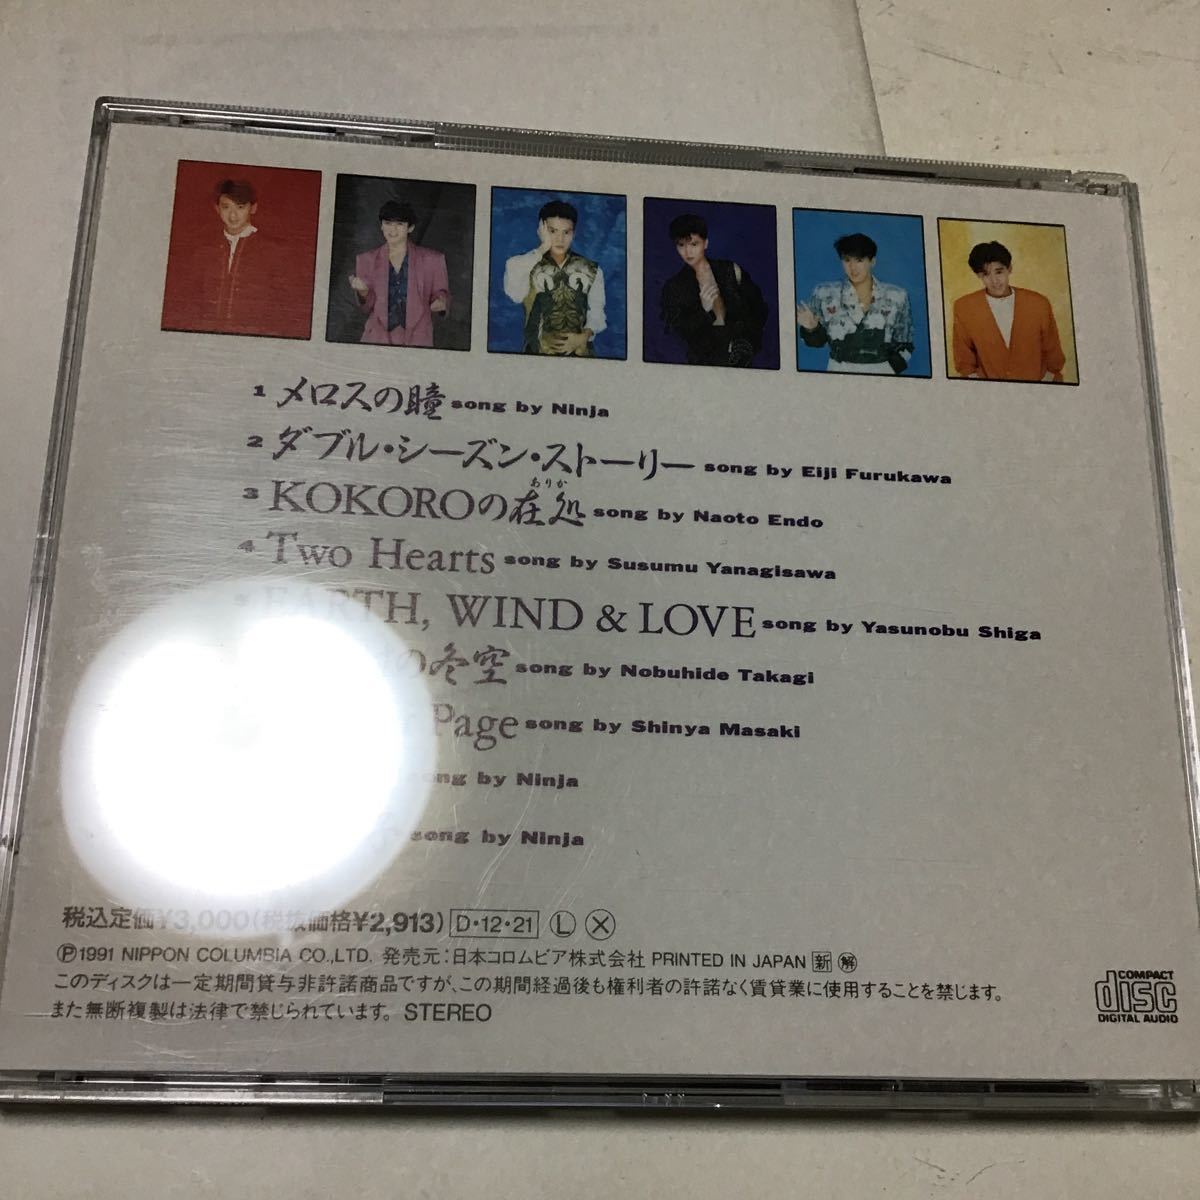 1 メロスの瞳 song by Ninja
2 ダブル・シーズン・ストーリー song by Eiji Furukawa
ありか
3 KOKOROの在処 song by Naoto Endo
4 Two Hearts song by Susumu Yanagisawa
5 EARTH, WIND & LOVE song by Yasunobu Shiga
の冬空 song by Nobuhide Takagi
Page song by Shinya Masaki
song by Ninja
song by Ninja
税込定価¥3,000(税抜価格¥2,913) D・12・21 L X
Ⓟ1991 NIPPON COLUMBIA CO.,LTD. 発売元:日本コロムビア株式会社 PRINTED IN JAPAN 新 解
このディスクは一定期間貸与非許諾商品ですが、この期間経過後も権利者の許諾なく賃貸業に使用することを禁じます。
また無断複製は法律で禁じられています。 STEREO
COMPACT
disc
DIGITAL AUDIO